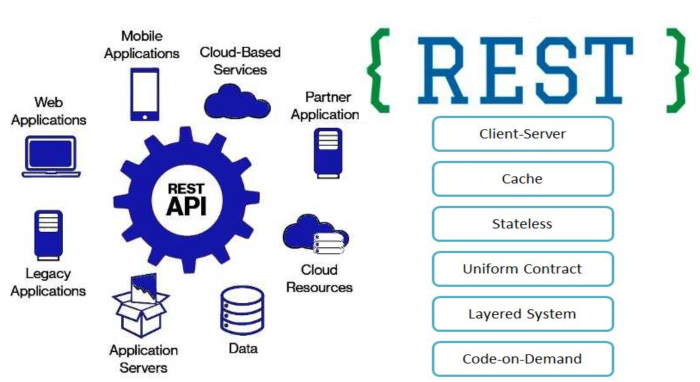 Mobile
Applications
Cloud-Based
Services
Partner
Application
Web
Applications
REST
API
Legacy
Applications
Cloud
Resources
Application
Servers
Data
{ REST }
Client-Server
Cache
Stateless
Uniform Contract
Layered System
Code-on-Demand